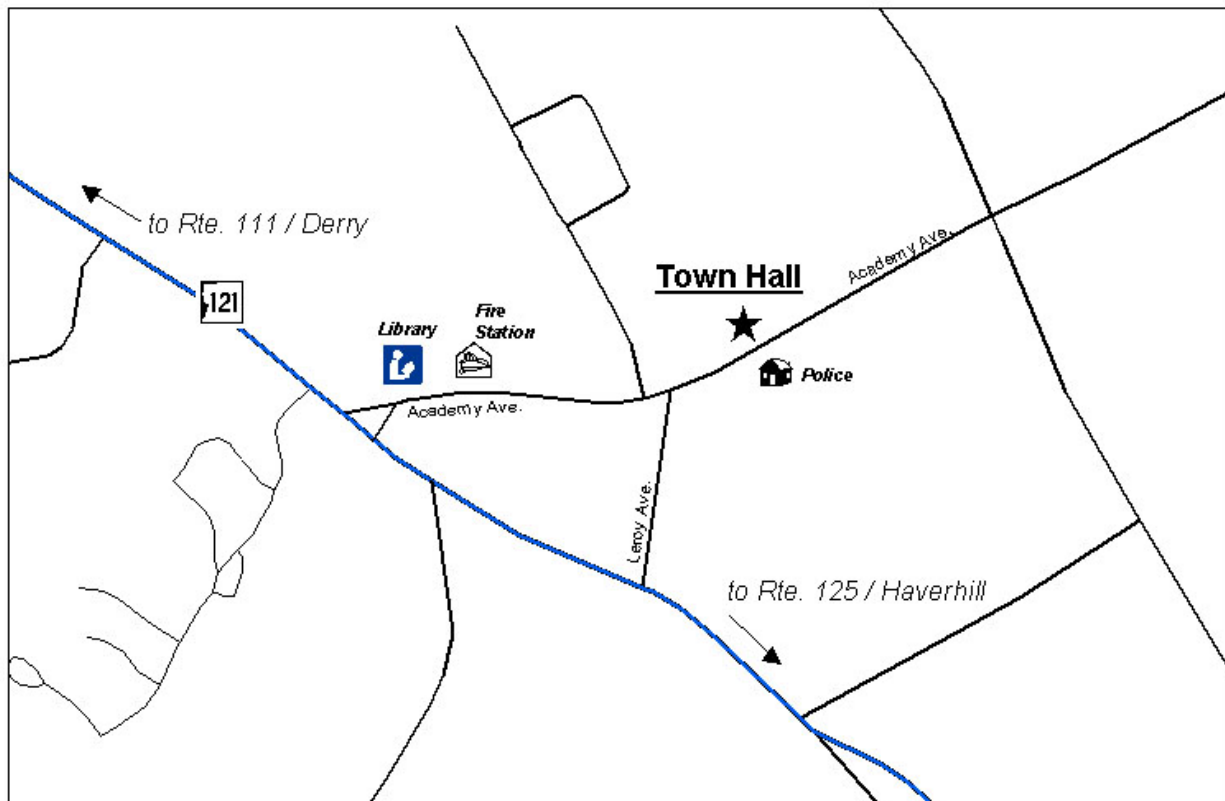 to Rte. 111 / Derry
121
Library
Fire
Station
Town Hall
Academy Ave.
Police
Academy Ave.
Leroy Ave.
to Rte. 125 / Haverhill